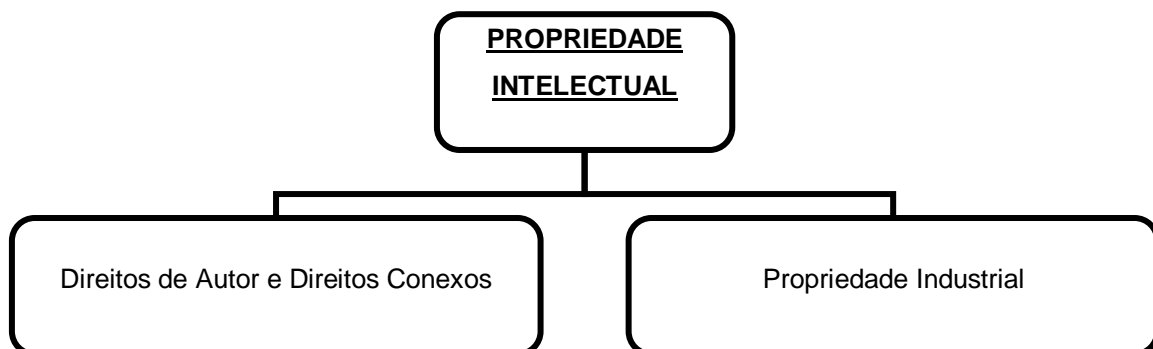 PROPRIEDADE
INTELECTUAL
Direitos de Autor e Direitos Conexos
Propriedade Industrial